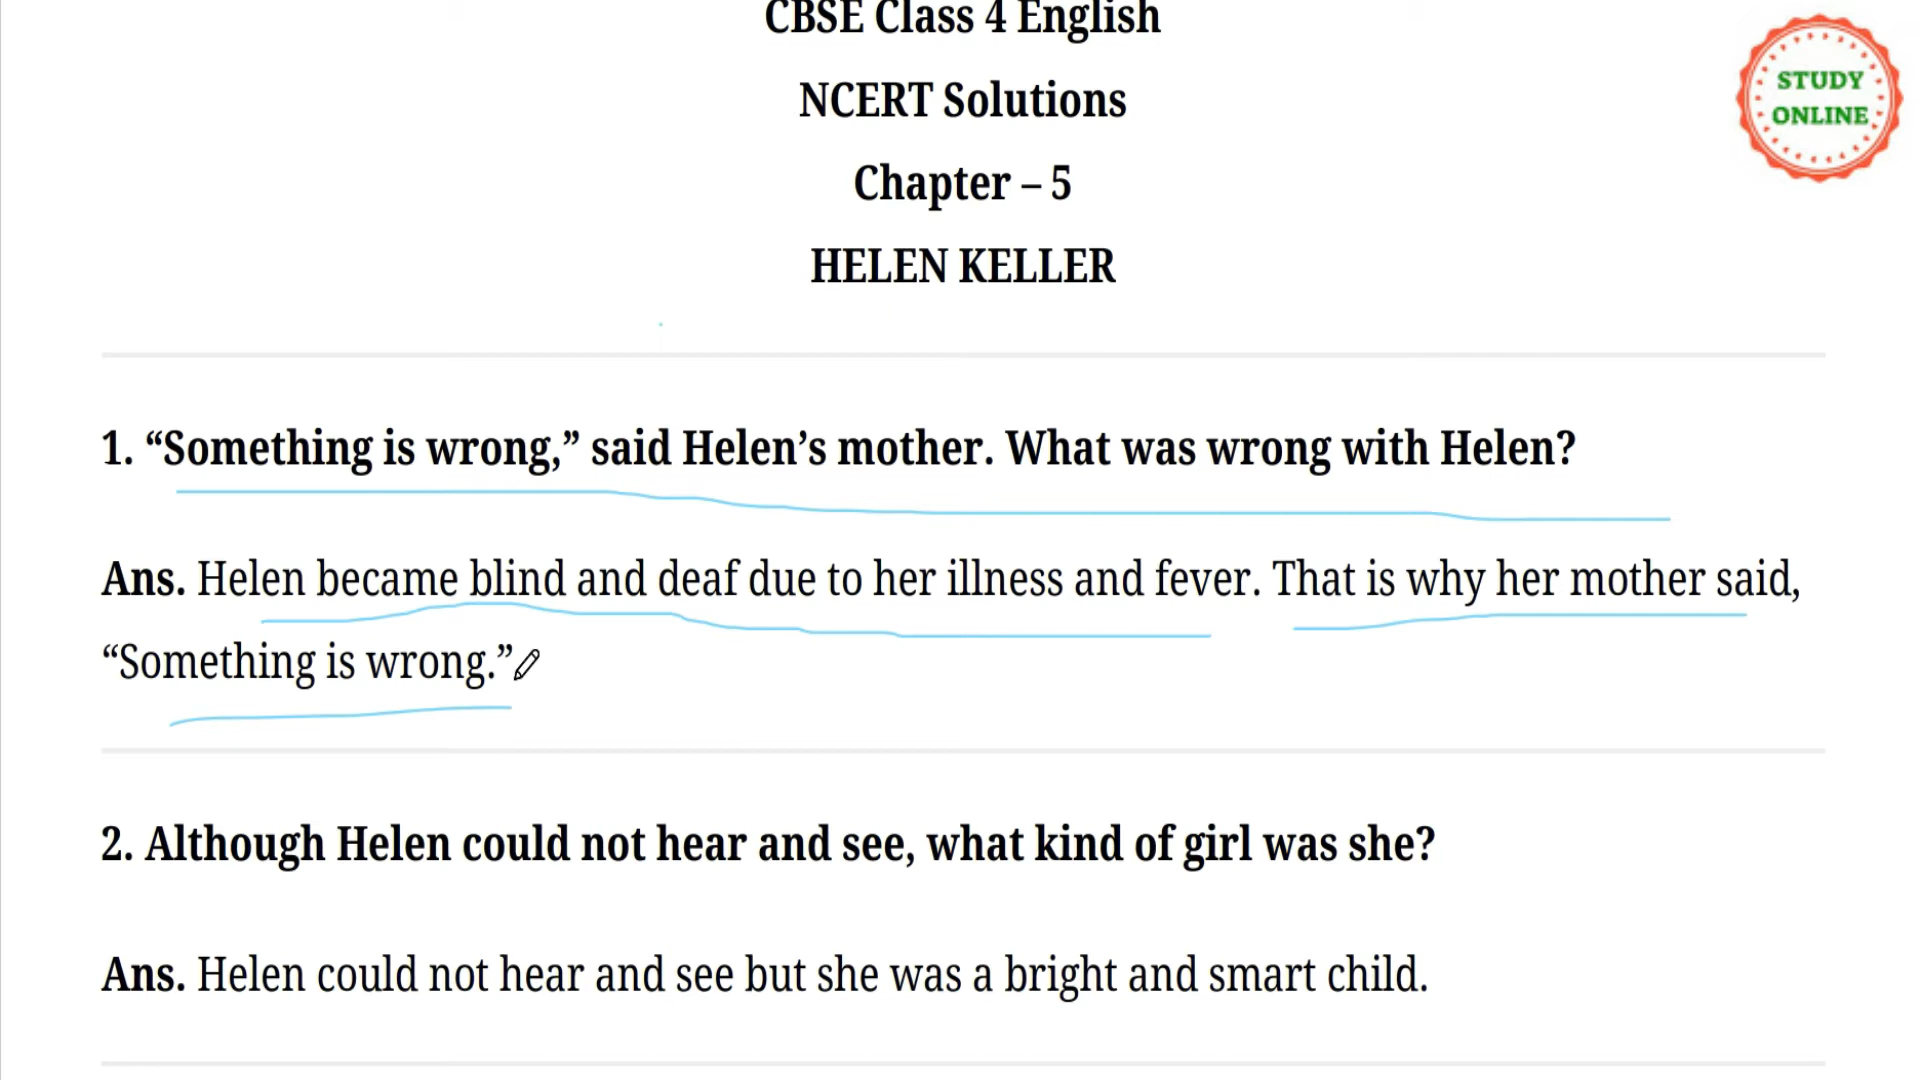 CBSE Class 4 English
STUDY
ONLINE
NCERT Solutions
Chapter – 5
HELEN KELLER
1. “Something is wrong,” said Helen’s mother. What was wrong with Helen?
Ans. Helen became blind and deaf due to her illness and fever. That is why her mother said,
“Something is wrong.”
2. Although Helen could not hear and see, what kind of girl was she?
Ans. Helen could not hear and see but she was a bright and smart child.